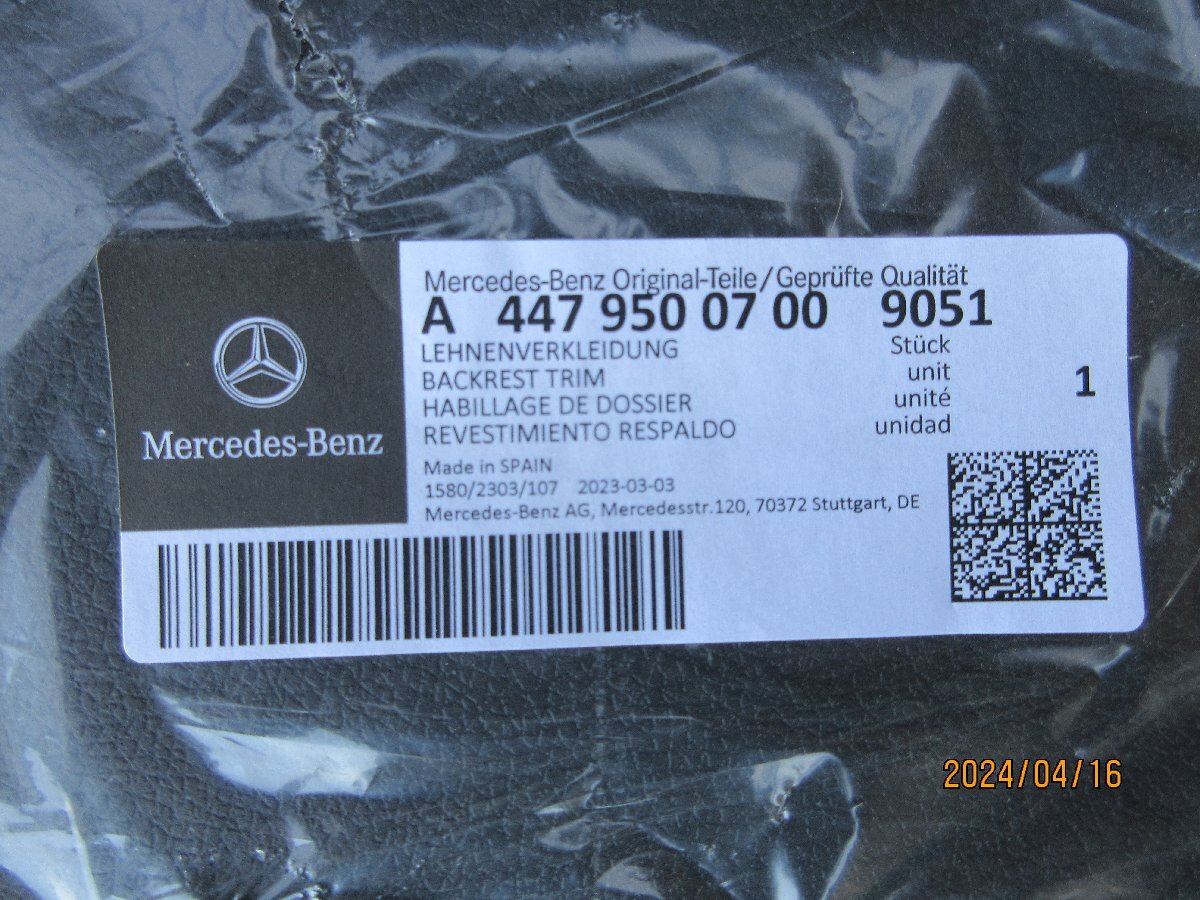 Mercedes-Benz
Mercedes-Benz Original-Teile/Geprüfte Qualität
A 447 950 07 00 9051
LEHNENVERKLEIDUNG Stück
BACKREST TRIM unit 1
HABILLAGE DE DOSSIER unité
REVESTIMIENTO RESPALDO unidad
Made in SPAIN
1580/2303/107 2023-03-03
Mercedes-Benz AG, Mercedesstr.120, 70372 Stuttgart, DE
2024/04/16